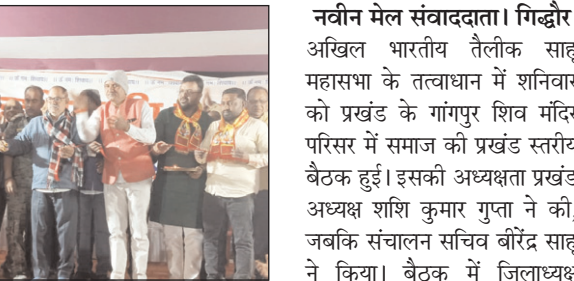 नवीन मेल संवाददाता। गिद्धौर
अखिल भारतीय तैलीक साहू
महासभा के तत्वाधान में शनिवार
को प्रखंड के गांगपुर शिव मंदिर
परिसर में समाज की प्रखंड स्तरीय
बैठक हुई। इसकी अध्यक्षता प्रखंड
अध्यक्ष शशि कुमार गुप्ता ने की,
जबकि संचालन सचिव बीरेंद्र साहू
ने किया। बैठक में जिलाध्यक्ष